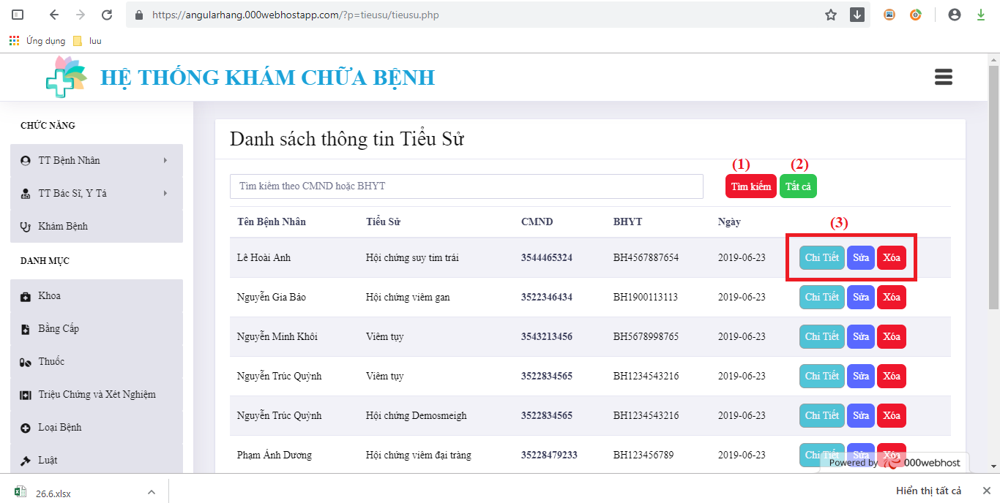 https://angularhang.000webhostapp.com/?p=tieusu/tieusu.php
Ứng dụng luu
HỆ THỐNG KHÁM CHỮA BỆNH
CHỨC NĂNG
TT Bệnh Nhân
TT Bác Sĩ, Y Tá
Khám Bệnh
DANH MỤC
Khoa
Bằng Cấp
Thuốc
Triệu Chứng và Xét Nghiệm
Loại Bệnh
Luật
Danh sách thông tin Tiểu Sử
(1) (2)
Tìm kiếm theo CMND hoặc BHYT Tìm kiếm Tất cả
Tên Bệnh Nhân Tiểu Sử CMND BHYT Ngày (3)
Lê Hoài Anh Hội chứng suy tim trái 3544465324 BH4567887654 2019-06-23 Chi Tiết Sửa Xóa
Nguyễn Gia Bảo Hội chứng viêm gan 3522346434 BH1900113113 2019-06-23 Chi Tiết Sửa Xóa
Nguyễn Minh Khôi Viêm tụy 3543213456 BH5678998765 2019-06-23 Chi Tiết Sửa Xóa
Nguyễn Trúc Quỳnh Viêm tụy 3522834565 BH1234543216 2019-06-23 Chi Tiết Sửa Xóa
Nguyễn Trúc Quỳnh Hội chứng Demosmeigh 3522834565 BH1234543216 2019-06-23 Chi Tiết Sửa Xóa
Phạm Ánh Dương Hội chứng viêm đại tràng 35228479233 BH123456789 2019-06-23 Chi Tiết Sửa Xóa
Powered by 000webhost
26.6.xlsx Hiển thị tất cả